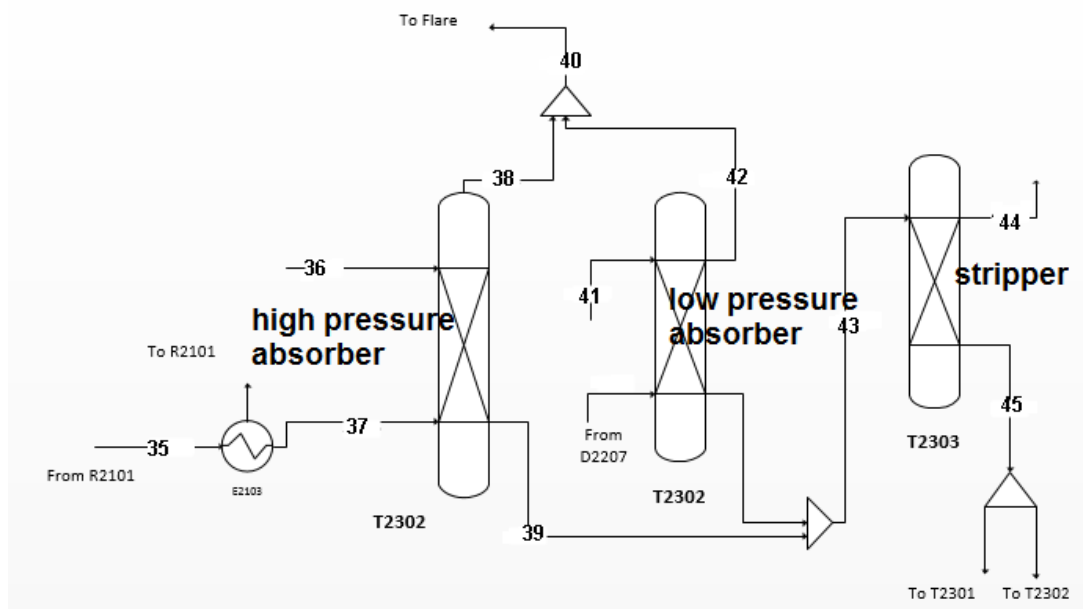 To Flare
40
38
42
36
41
44
high pressure
absorber
low pressure
absorber
43
stripper
To R2101
35
From R2101
E2103
37
From
D2207
T2302
T2302
39
T2303
45
To T2301
To T2302